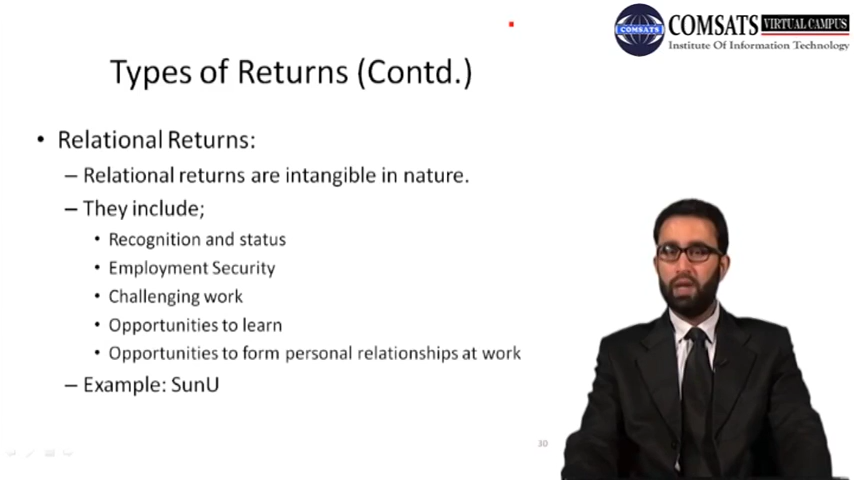 COMSATS
COMSATS VIRTUAL CAMPUS
Institute Of Information Technology
Types of Returns (Contd.)
• Relational Returns:
– Relational returns are intangible in nature.
– They include;
• Recognition and status
• Employment Security
• Challenging work
• Opportunities to learn
• Opportunities to form personal relationships at work
– Example: SunU
30